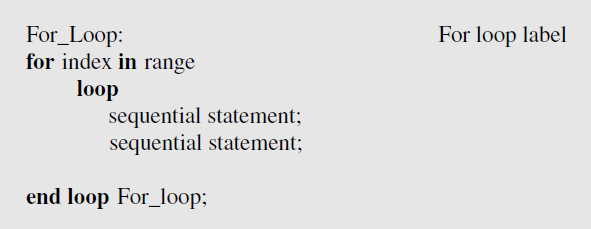 For_Loop: For loop label
for index in range
loop
sequential statement;
sequential statement;
end loop For_loop;